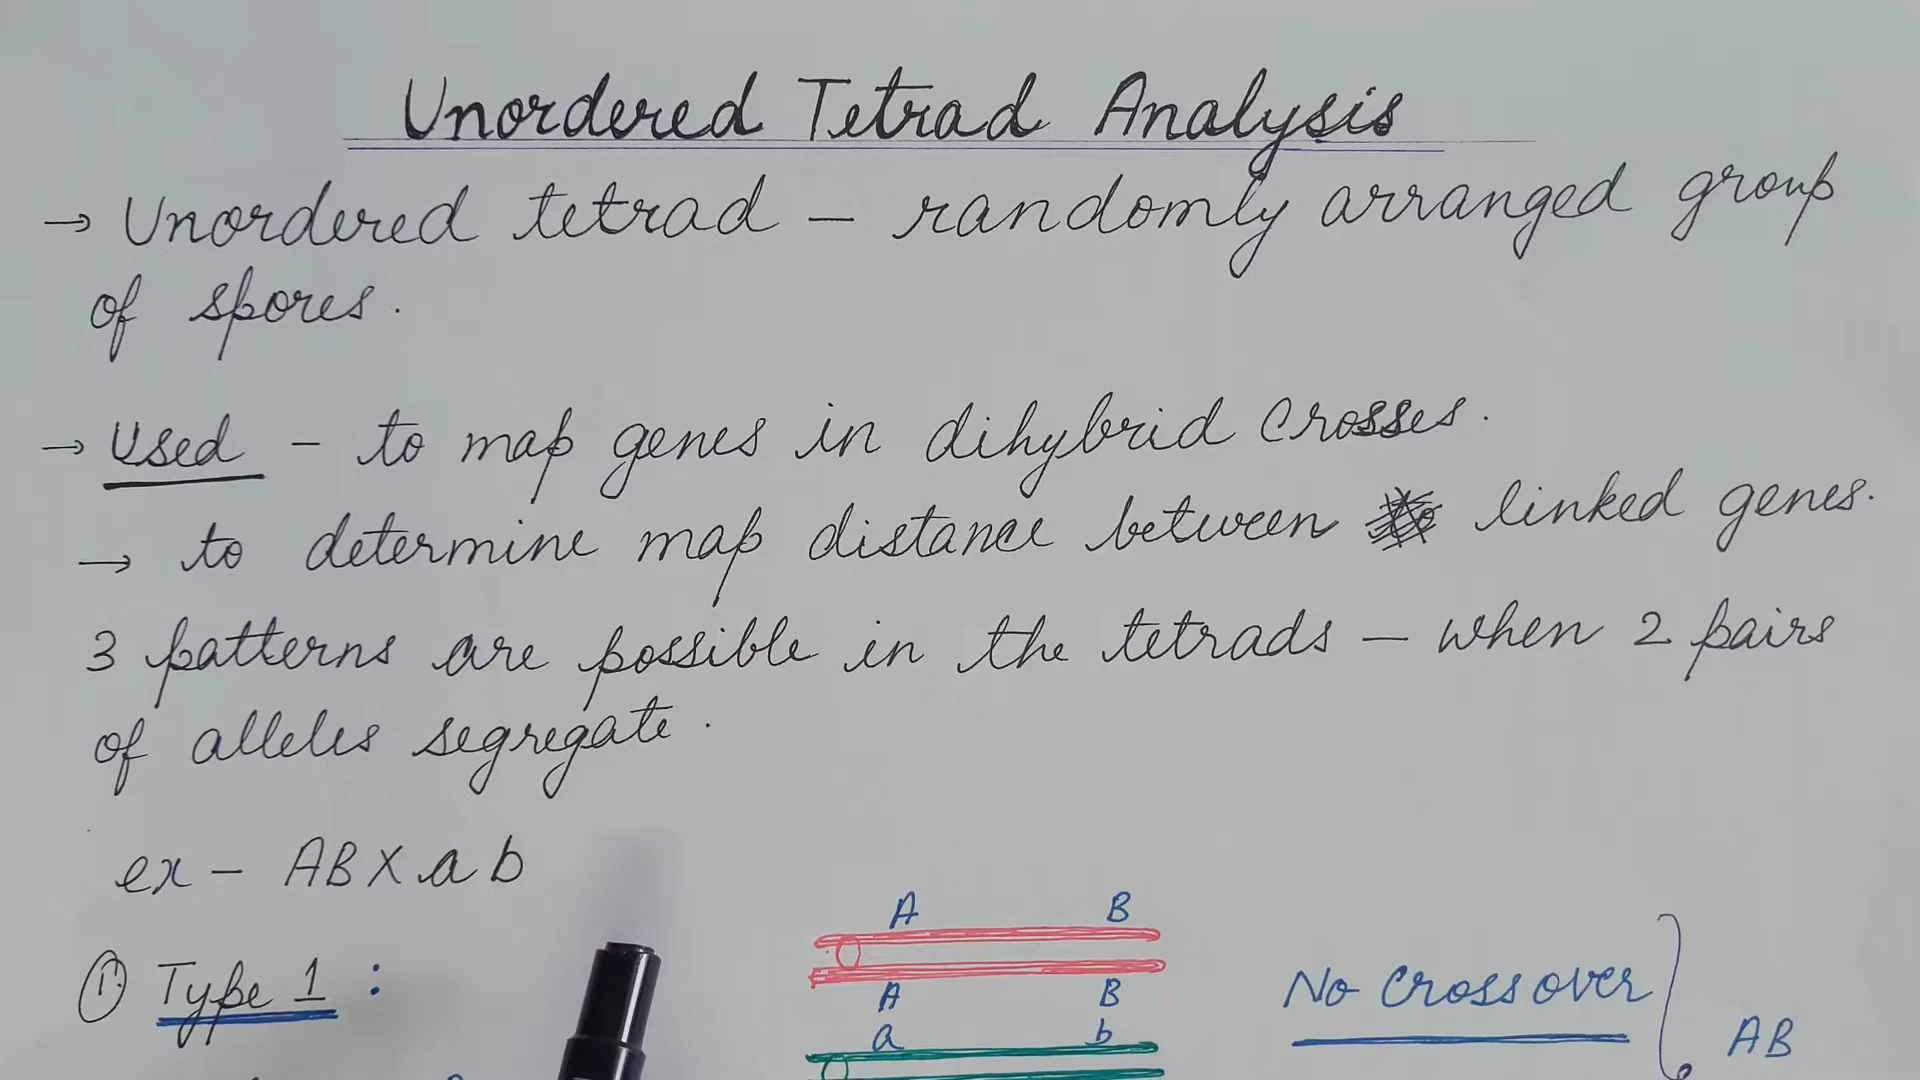 Unordered Tetrad Analysis
→ Unordered tetrad – randomly arranged group
of spores.
→ Used – to map genes in dihybrid crosses.
→ to determine map distance between linked genes.
3 patterns are possible in the tetrads – when 2 pairs
of alleles segregate.
ex – AB X ab
A B
① Type 1 :
A B
No Crossover
a b
AB